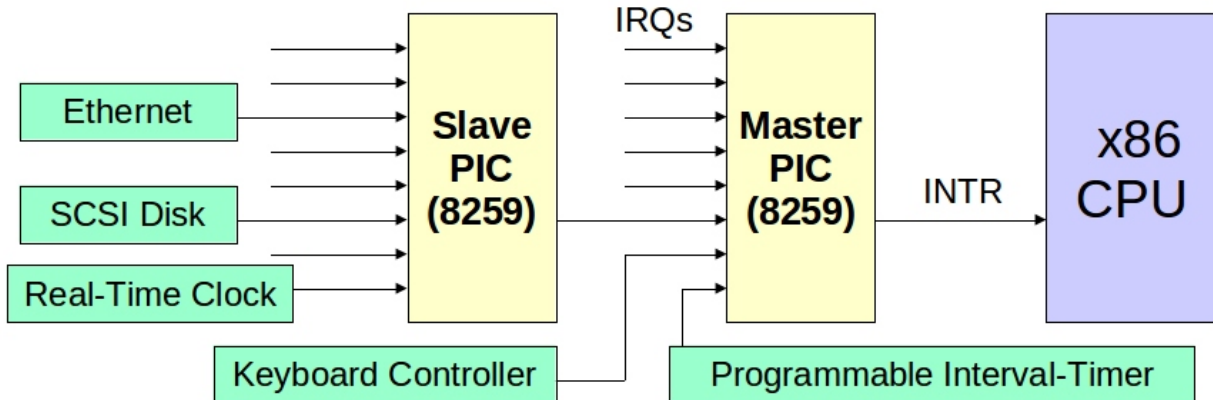 IRQs
Ethernet
SCSI Disk
Real-Time Clock
Slave
PIC
(8259)
Master
PIC
(8259)
INTR
x86
CPU
Keyboard Controller
Programmable Interval-Timer